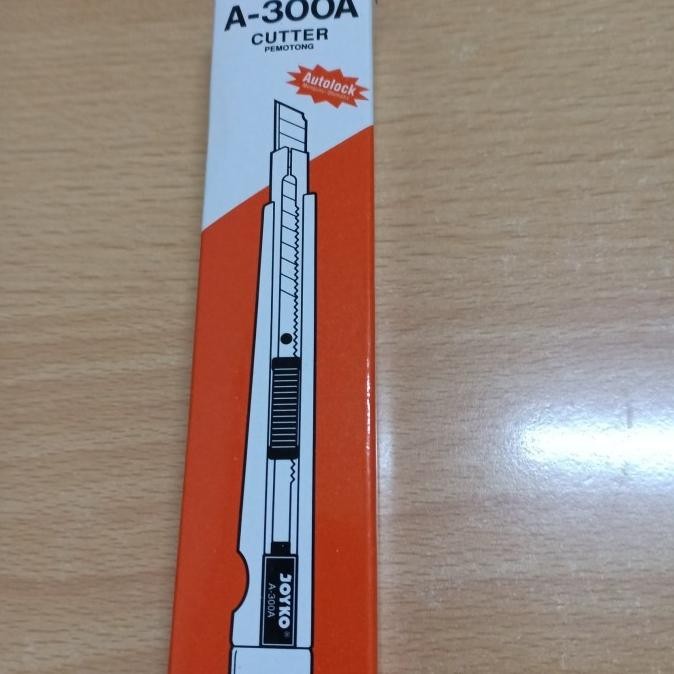 A-300A
CUTTER
PEMOTONG
Autolock
JOYKO®
A-300A